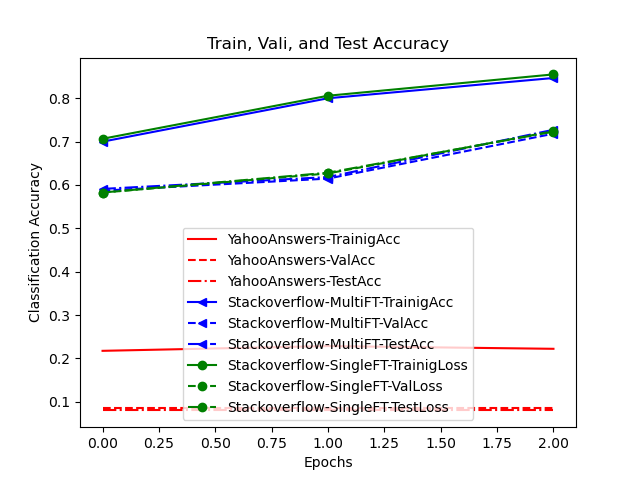 Train, Vali, and Test Accuracy
Classification Accuracy
0.8
0.7
0.6
0.5
0.4
0.3
0.2
0.1
YahooAnswers-TrainigAcc
YahooAnswers-ValAcc
YahooAnswers-TestAcc
Stackoverflow-MultiFT-TrainigAcc
Stackoverflow-MultiFT-ValAcc
Stackoverflow-MultiFT-TestAcc
Stackoverflow-SingleFT-TrainigLoss
Stackoverflow-SingleFT-ValLoss
Stackoverflow-SingleFT-TestLoss
0.00 0.25 0.50 0.75 1.00 1.25 1.50 1.75 2.00
Epochs